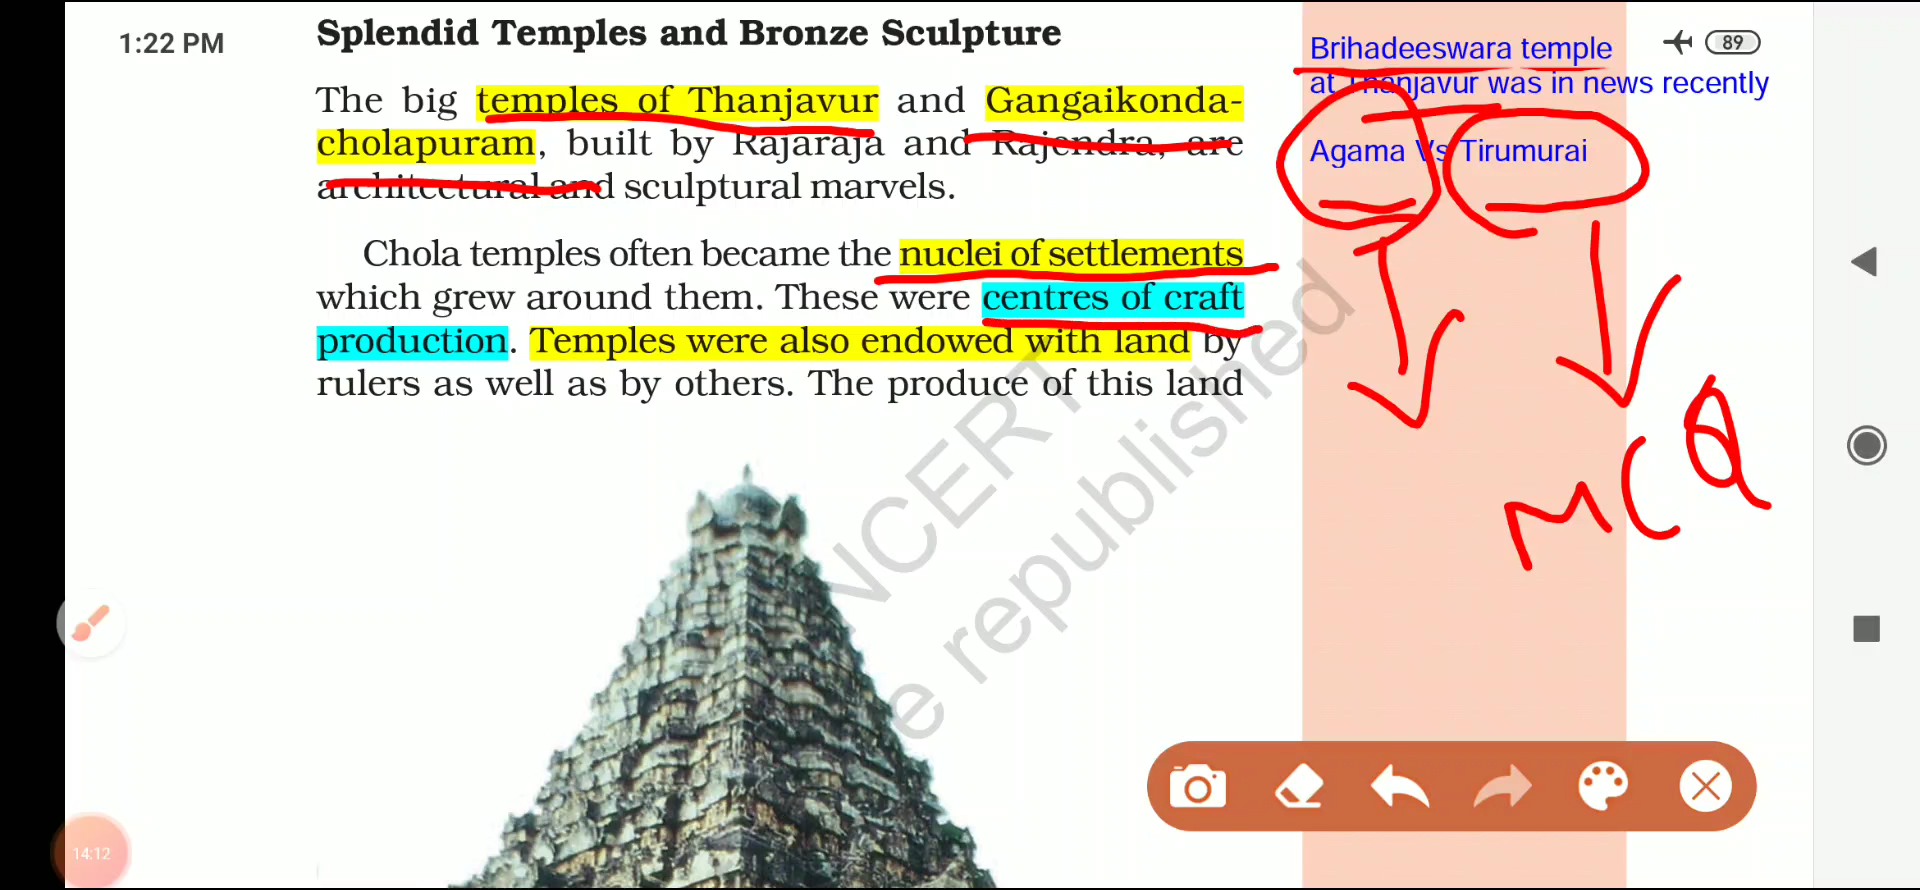 1:22 PM
Splendid Temples and Bronze Sculpture
The big temples of Thanjavur and Gangaikonda-
cholapuram, built by Rajaraja and Rajendra, are
architectural and sculptural marvels.
Chola temples often became the nuclei of settlements
which grew around them. These were centres of craft
production. Temples were also endowed with land by
rulers as well as by others. The produce of this land
NCERT
e republished
Brihadeeswara temple
at Thanjavur was in news recently
Agama Vs Tirumurai
MCQ
89
14:12